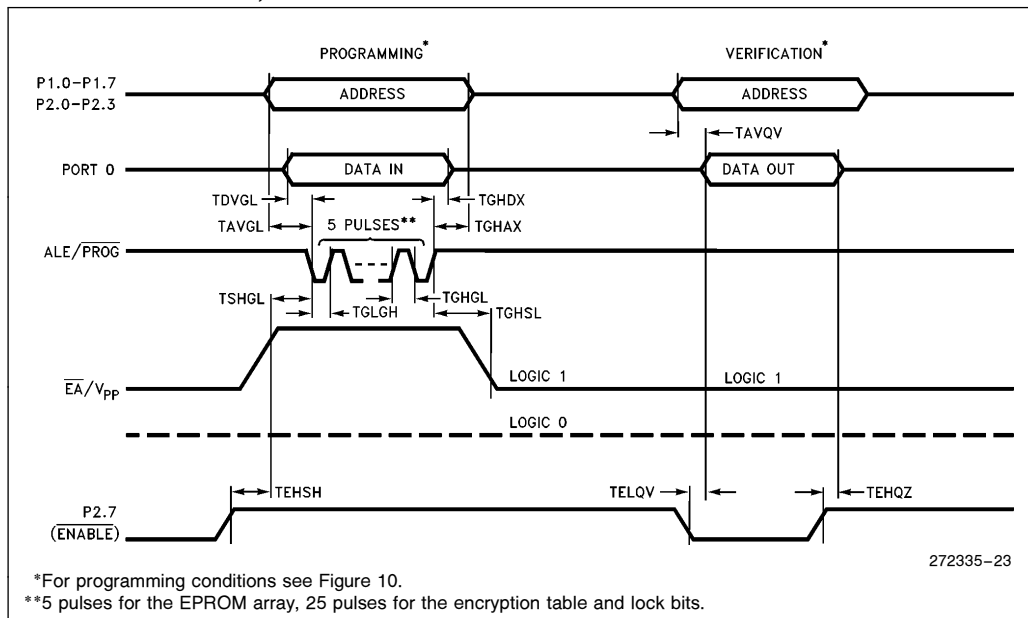 PROGRAMMING* VERIFICATION*
P1.0–P1.7
P2.0–P2.3
ADDRESS ADDRESS
TAVQV
PORT 0 DATA IN DATA OUT
TDVGL TGHDX
TAVGL 5 PULSES** TGHAX
ALE/PROG
TSHGL TGHGL
TGLGH TGHSL
EA/VPP LOGIC 1 LOGIC 1
LOGIC 0
TEHSH TELQV TEHQZ
P2.7
(ENABLE)
272335–23
*For programming conditions see Figure 10.
**5 pulses for the EPROM array, 25 pulses for the encryption table and lock bits.